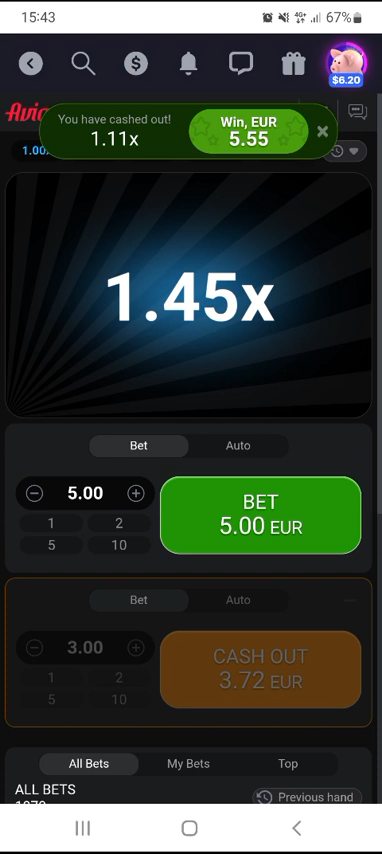 15:43
4G+
67%
$6.20
You have cashed out!
1.11x
Win, EUR
5.55
1.00
1.45x
Bet
Auto
5.00
1
2
5
10
BET
5.00 EUR
Bet
Auto
3.00
1
2
5
10
CASH OUT
3.72 EUR
All Bets
My Bets
Top
ALL BETS
Previous hand